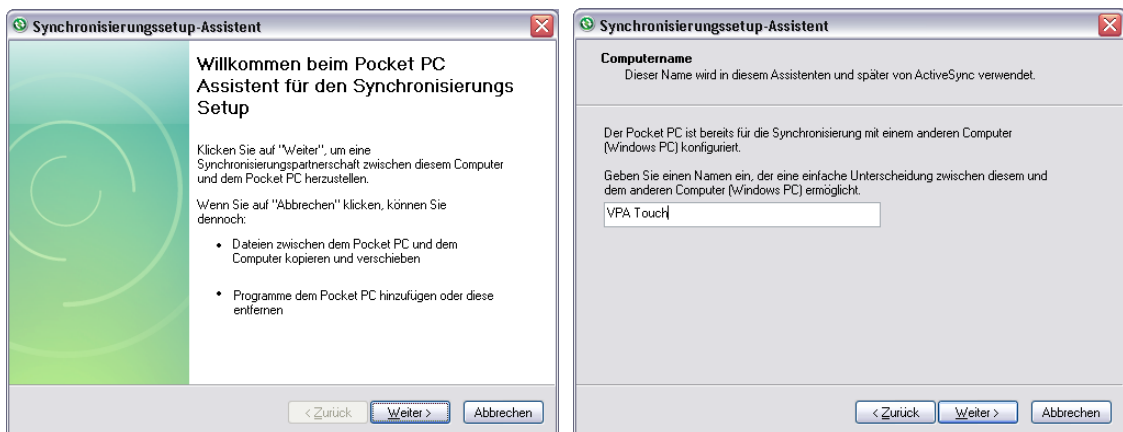 Synchronisierungssetup-Assistent
Willkommen beim Pocket PC
Assistent für den Synchronisierungs
Setup
Klicken Sie auf "Weiter", um eine
Synchronisierungspartnerschaft zwischen diesem Computer
und dem Pocket PC herzustellen.
Wenn Sie auf "Abbrechen" klicken, können Sie
dennoch:
• Dateien zwischen dem Pocket PC und dem
Computer kopieren und verschieben
• Programme dem Pocket PC hinzufügen oder diese
entfernen
< Zurück Weiter > Abbrechen
Synchronisierungssetup-Assistent
Computername
Dieser Name wird in diesem Assistenten und später von ActiveSync verwendet.
Der Pocket PC ist bereits für die Synchronisierung mit einem anderen Computer
(Windows PC) konfiguriert.
Geben Sie einen Namen ein, der eine einfache Unterscheidung zwischen diesem und
dem anderen Computer (Windows PC) ermöglicht.
VPA Touch
< Zurück Weiter > Abbrechen